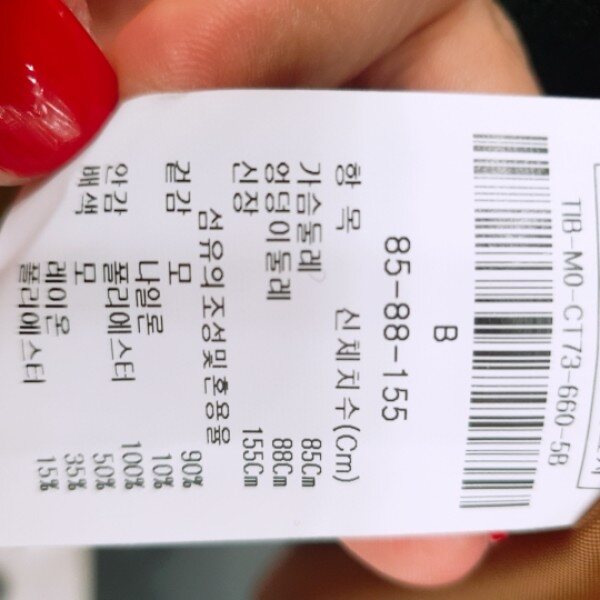 TIB-MO-CT73-660-5B
B
85-88-155
항 목 신체치수(Cm)
가슴둘레 85Cm
엉덩이둘레 88Cm
신장 155Cm
섬유의조성및혼용율
겉감 모 90%
나일론 10%
안감 폴리에스터 100%
배색 모 50%
레이온 35%
폴리에스터 15%